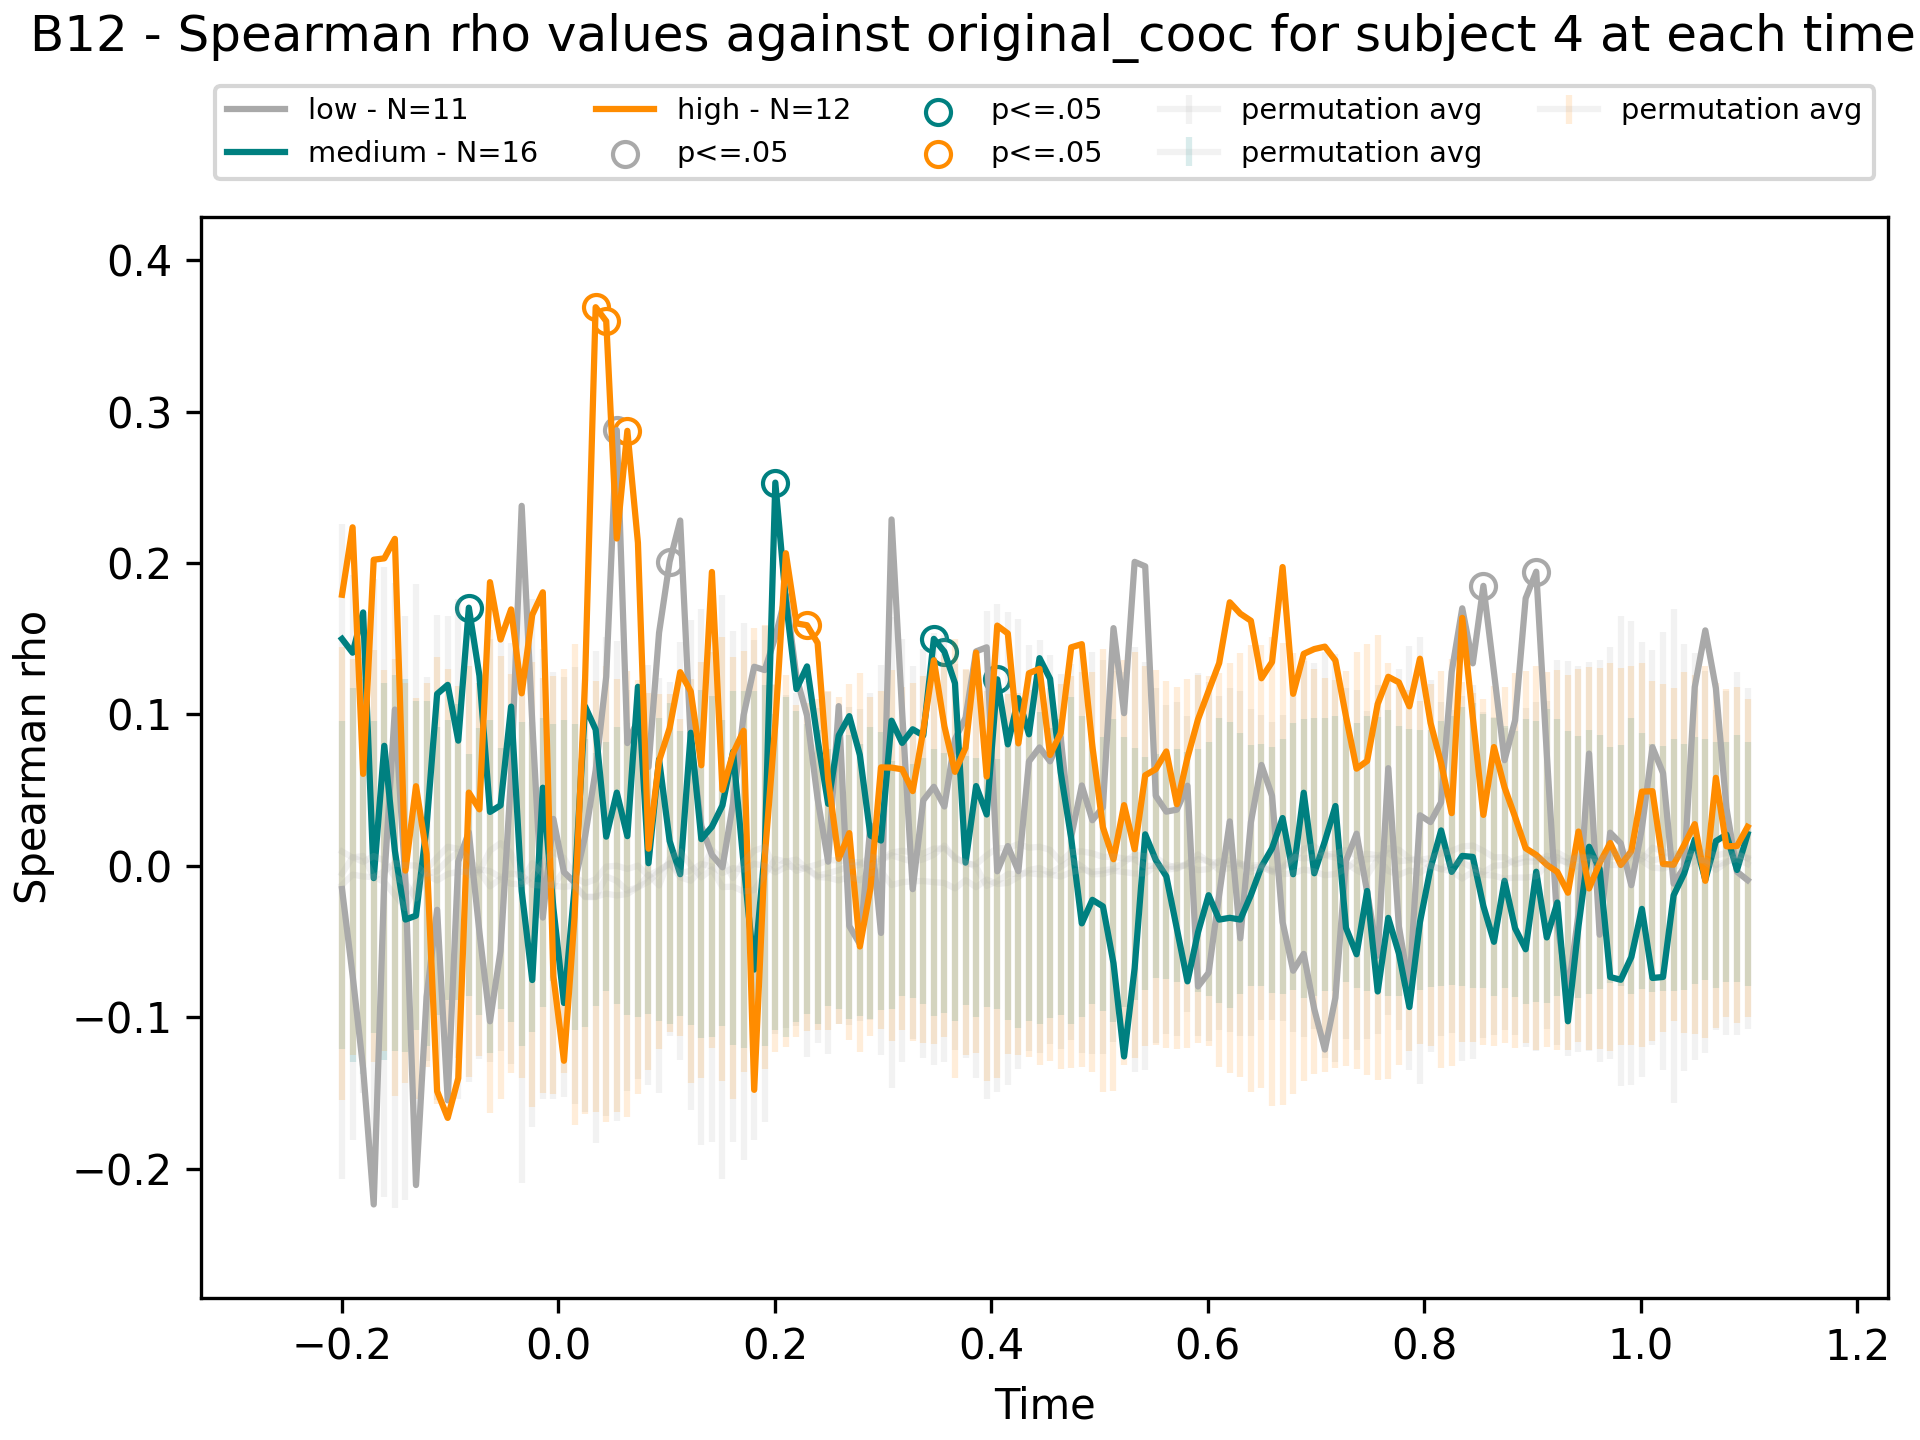 B12 - Spearman rho values against original_cooc for subject 4 at each time
low - N=11
medium - N=16
high - N=12
p<=.05
p<=.05
p<=.05
permutation avg
permutation avg
permutation avg
Spearman rho
0.4
0.3
0.2
0.1
0.0
−0.1
−0.2
−0.2
0.0
0.2
0.4
0.6
0.8
1.0
1.2
Time